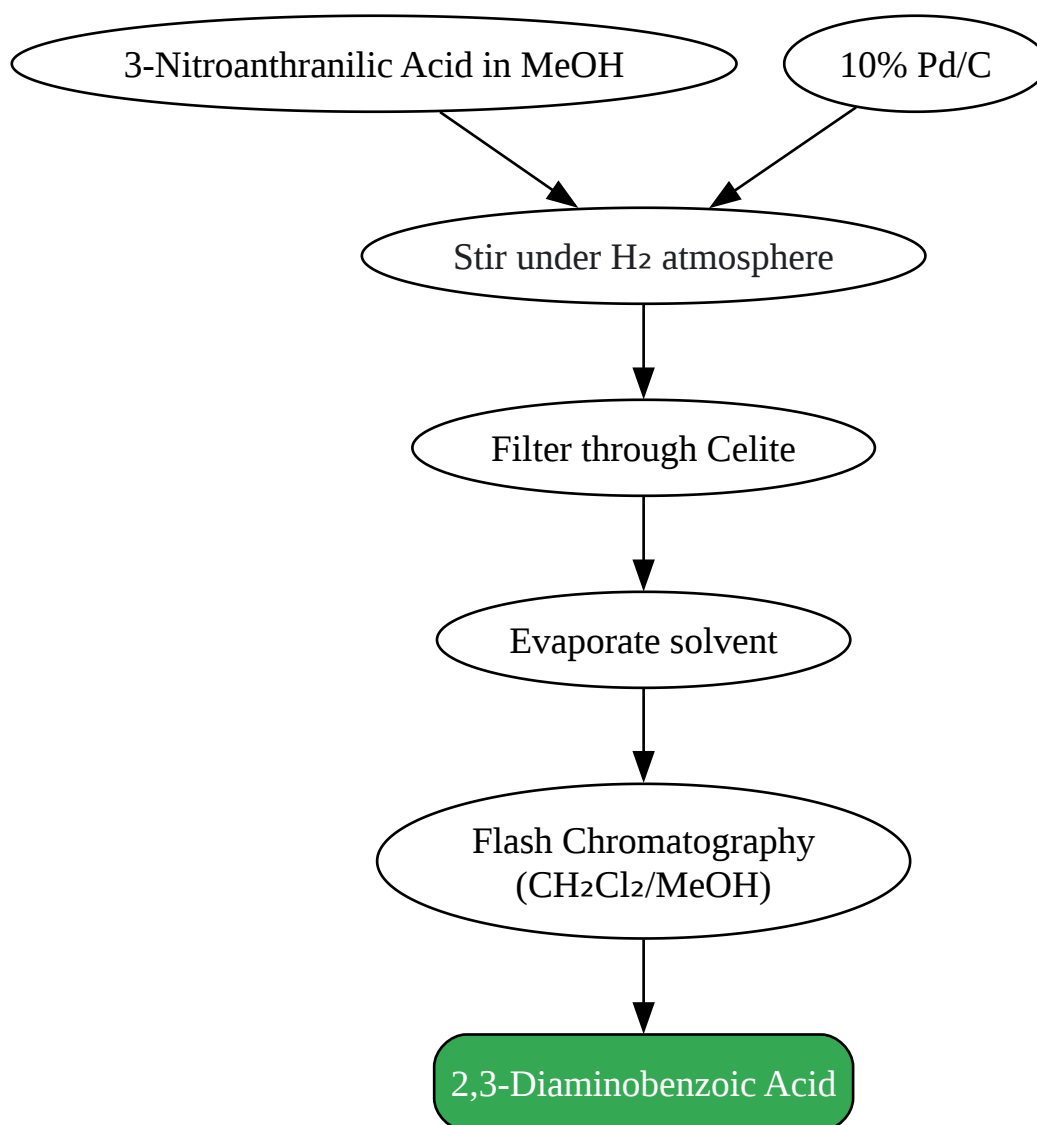 3-Nitroanthranilic Acid in MeOH
10% Pd/C
Stir under H₂ atmosphere
Filter through Celite
Evaporate solvent
Flash Chromatography
(CH₂Cl₂/MeOH)
2,3-Diaminobenzoic Acid